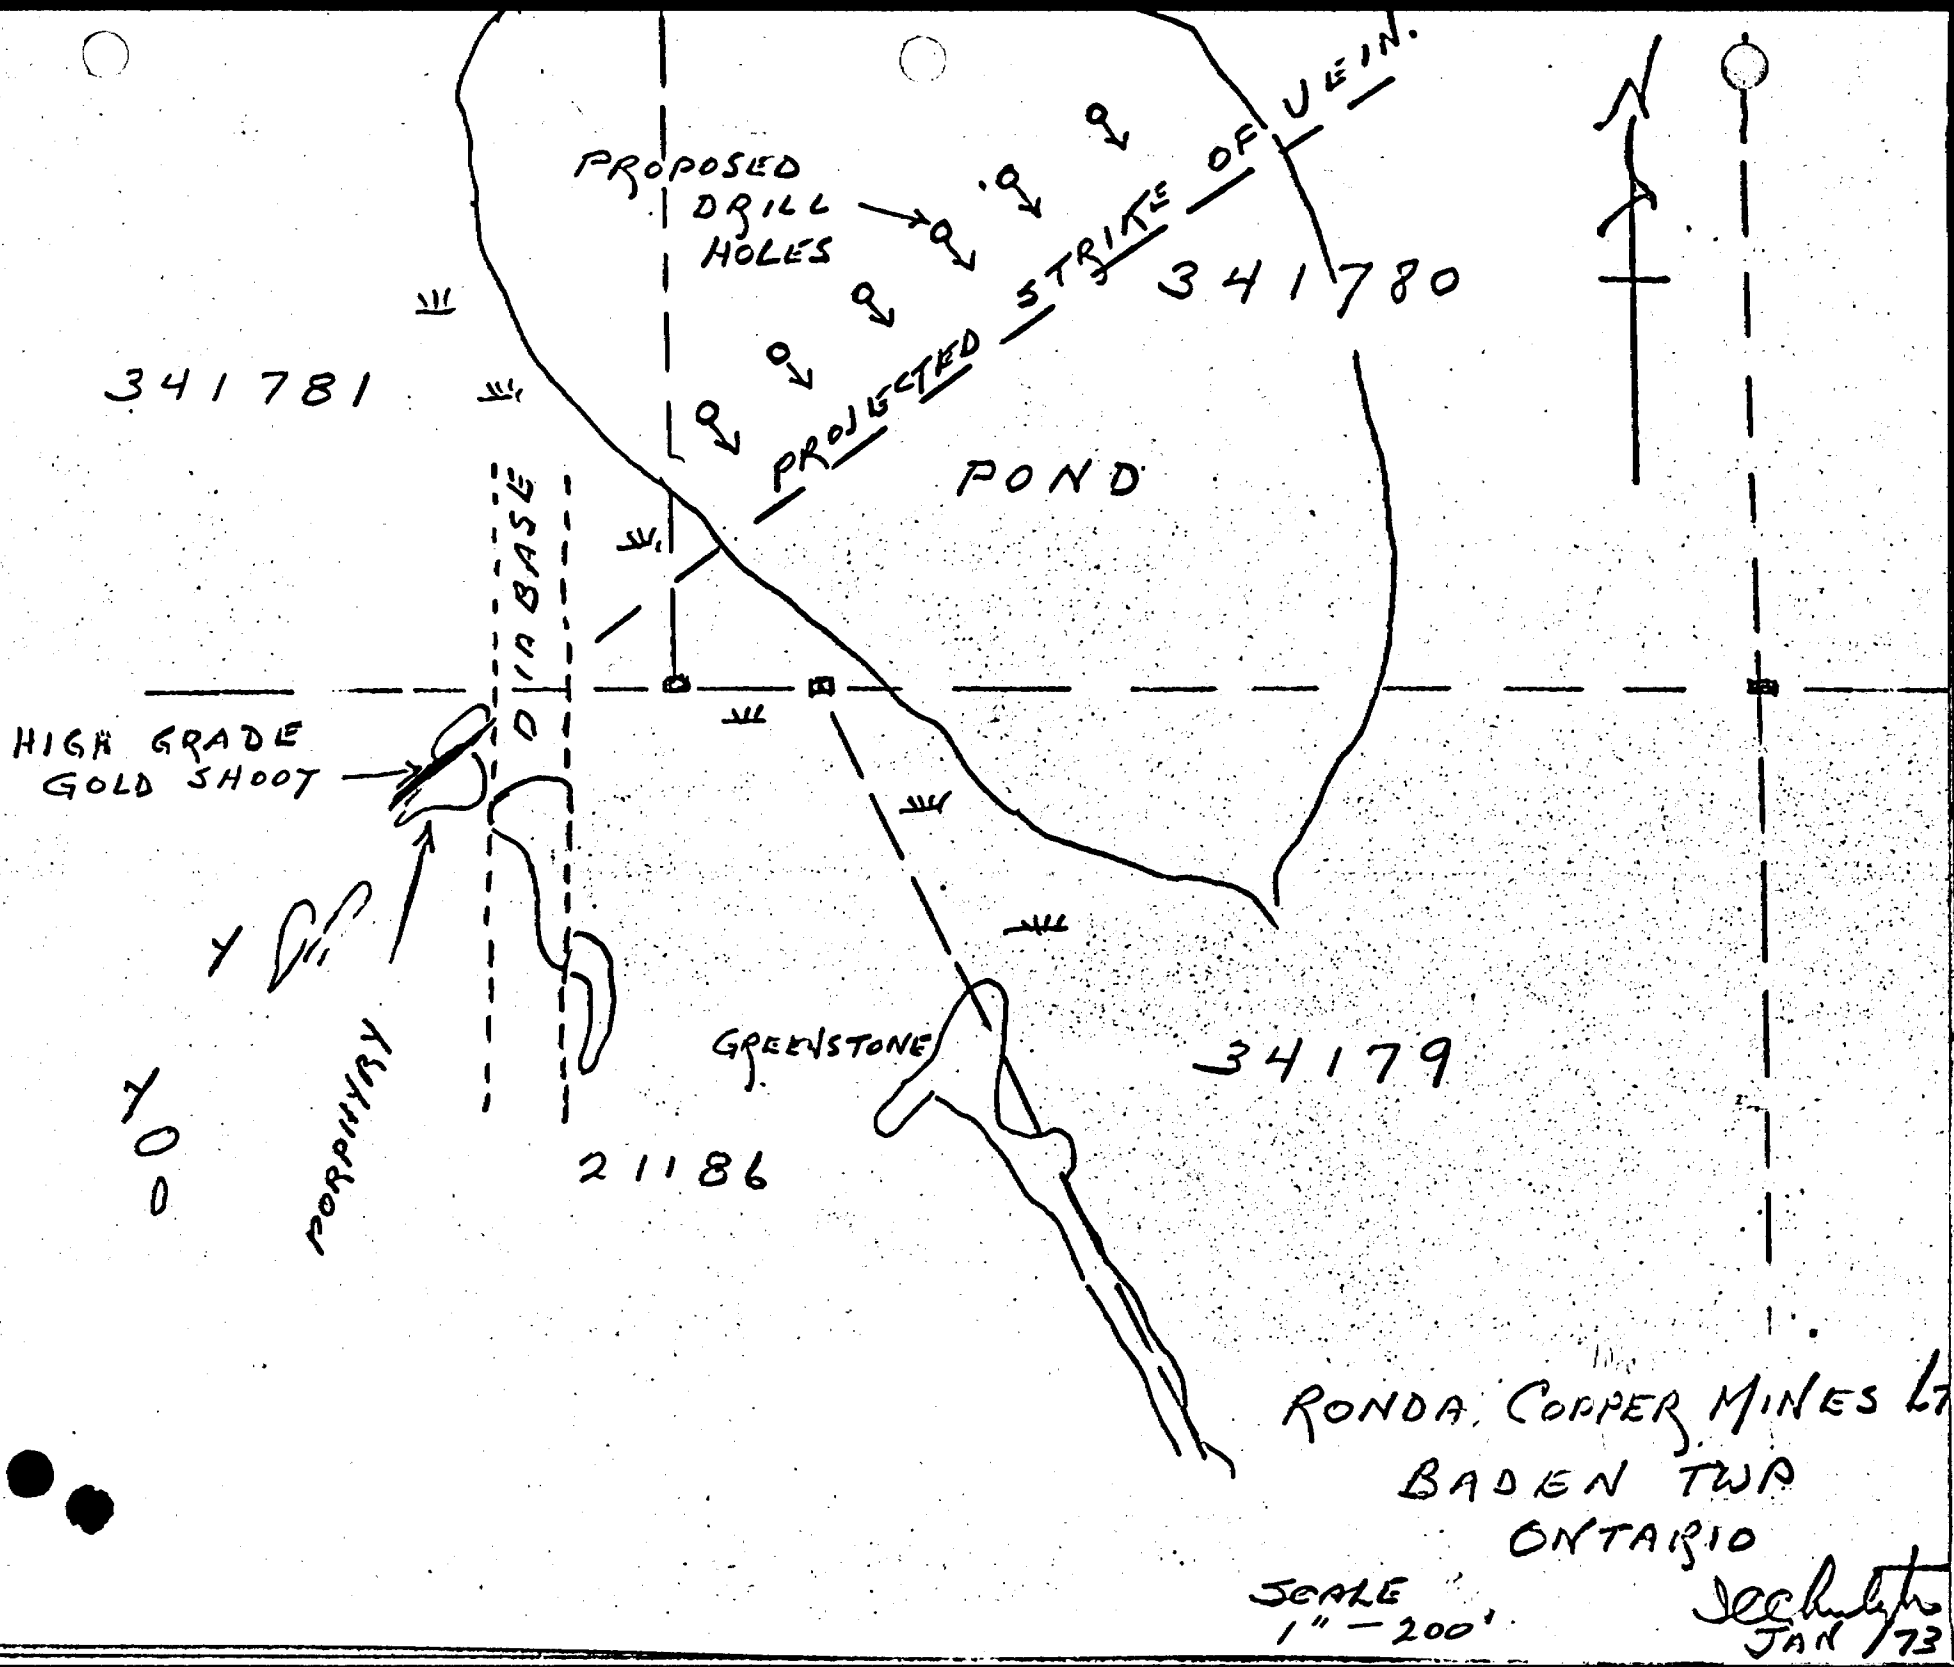 N
PROPOSED
DRILL
HOLES
PROJECTED STRIKE OF VEIN.
341780
341781
POND
DIABASE
HIGH GRADE
GOLD SHOOT
PORPHYRY
GREENSTONE
34179
21186
RONDA COPPER MINES
BADEN TWP
ONTARIO
SCALE
1" — 200'
JAN /73